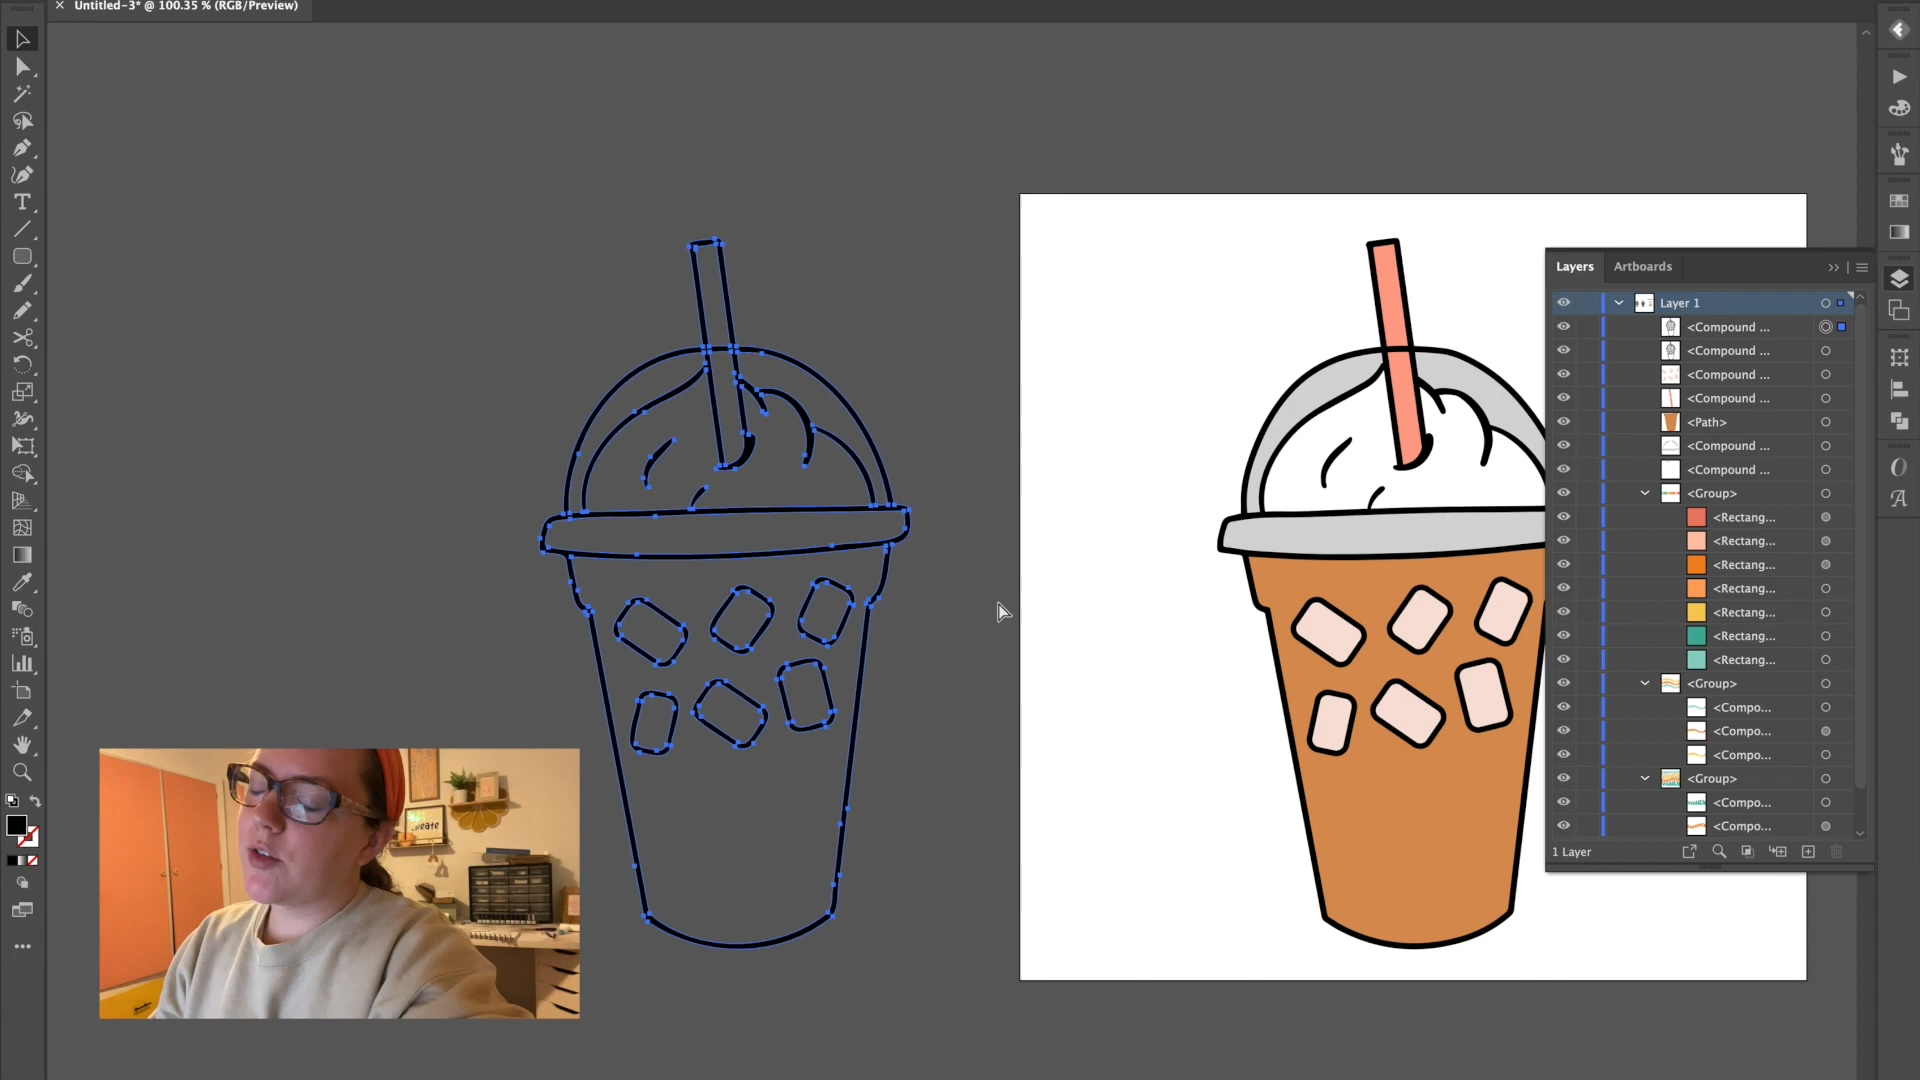 × Untitled-3* @ 100.35 % (RGB/Preview)
Layers
Artboards
Layer 1
<Compound ...
<Compound ...
<Compound ...
<Compound ...
<Path>
<Compound ...
<Compound ...
<Group>
<Rectang...
<Rectang...
<Rectang...
<Rectang...
<Rectang...
<Rectang...
<Rectang...
<Group>
<Compo...
<Compo...
<Compo...
<Group>
<Compo...
<Compo...
1 Layer
create